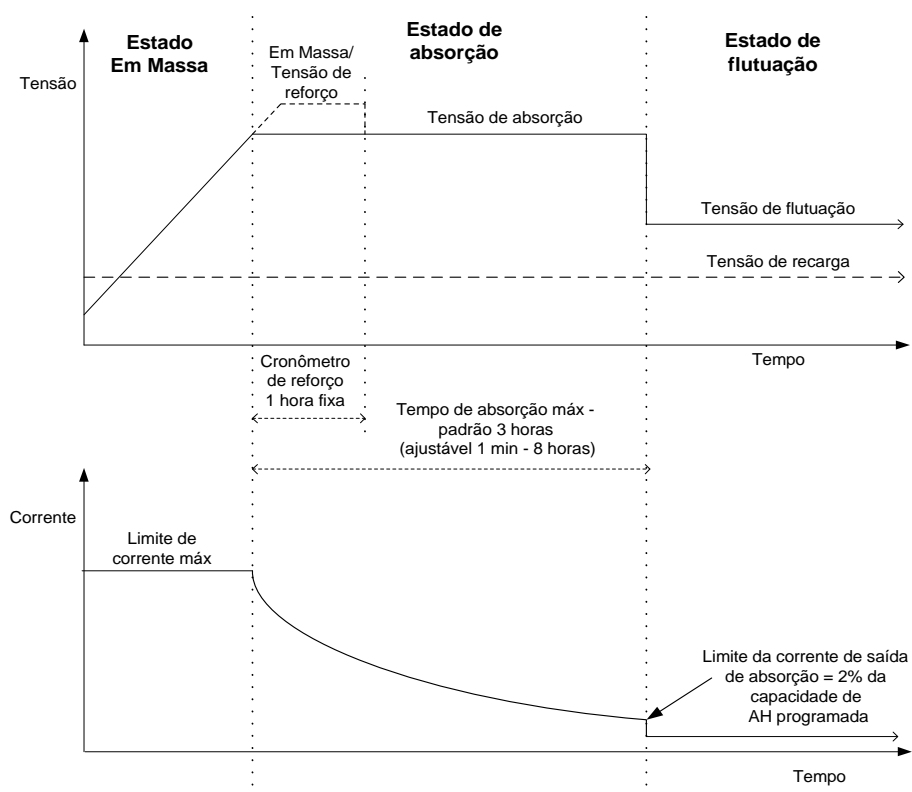 Estado
Em Massa
Estado de
absorção
Estado de
flutuação
Tensão
Em Massa/
Tensão de
reforço
Tensão de absorção
Tensão de flutuação
Tensão de recarga
Tempo
Cronômetro
de reforço
1 hora fixa
Tempo de absorção máx -
padrão 3 horas
(ajustável 1 min - 8 horas)
Corrente
Limite de
corrente máx
Limite da corrente de saída
de absorção = 2% da
capacidade de
AH programada
Tempo